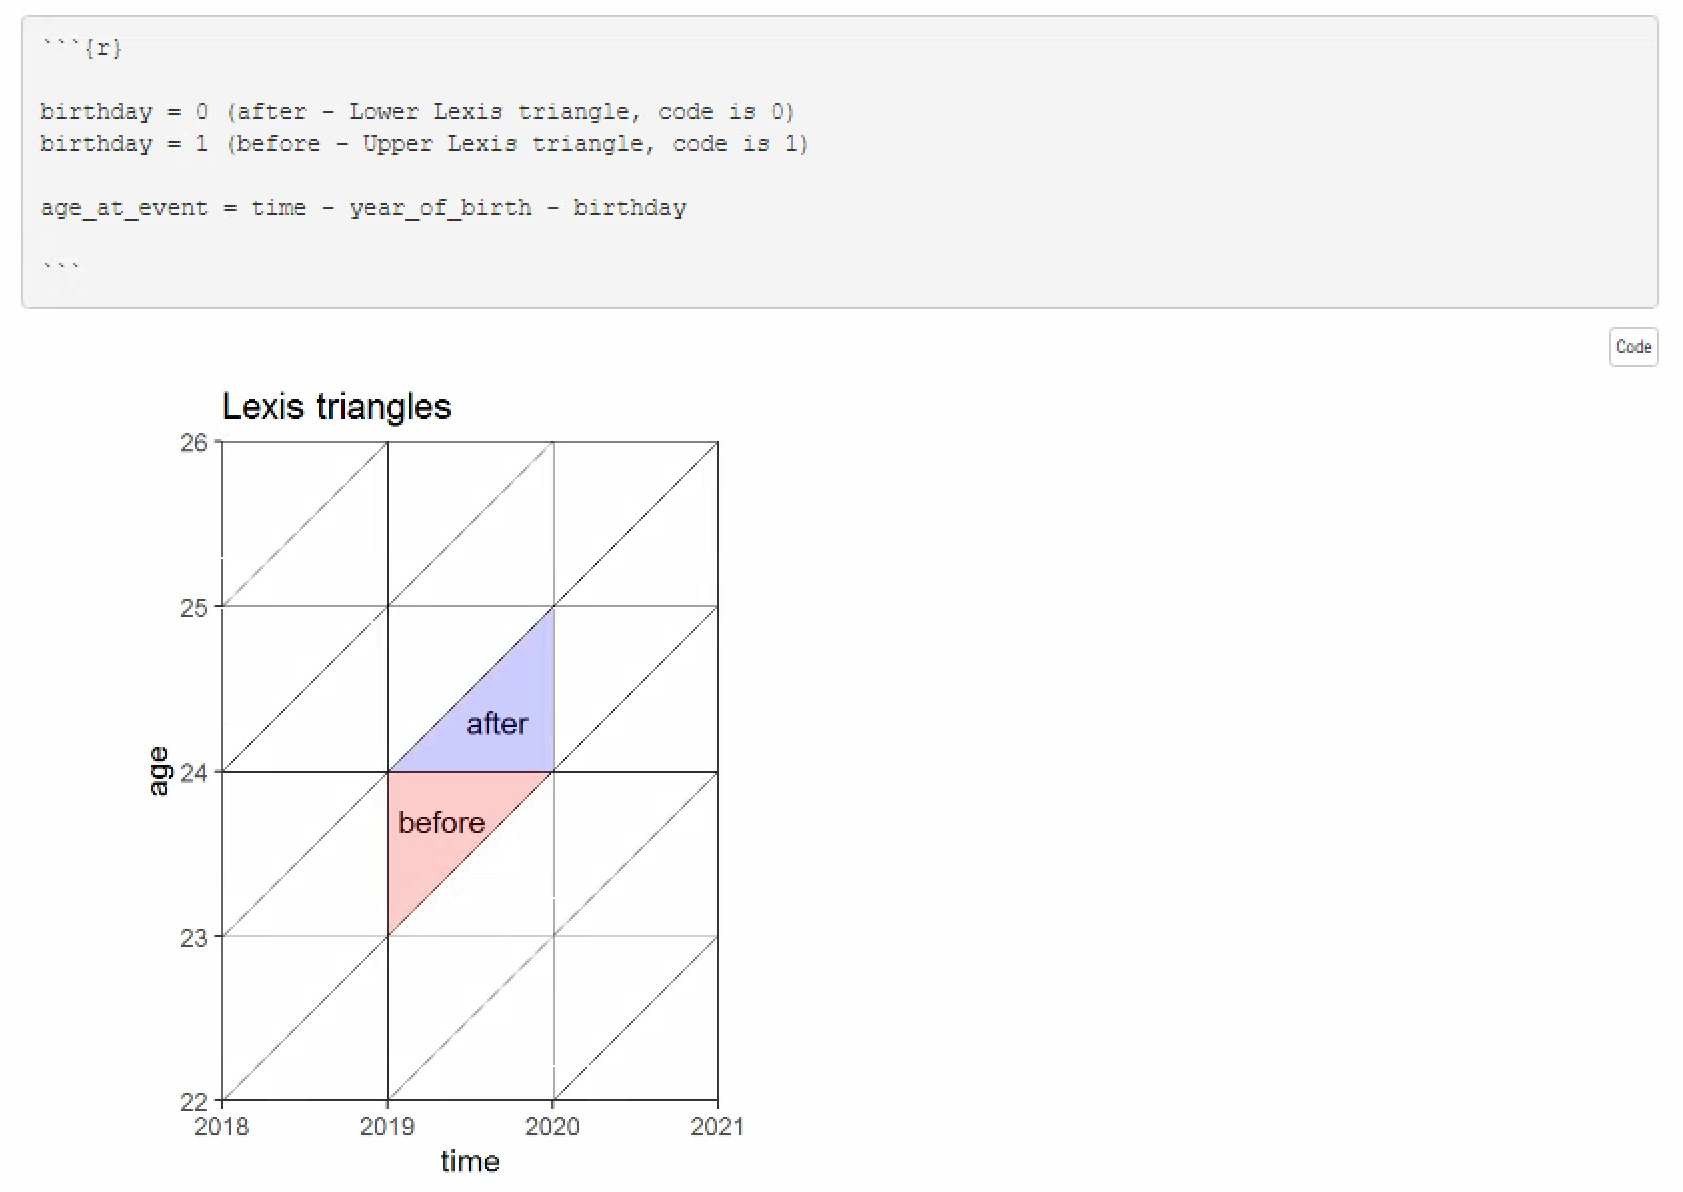 ```{r}
birthday = 0 (after - Lower Lexis triangle, code is 0)
birthday = 1 (before - Upper Lexis triangle, code is 1)
age_at_event = time - year_of_birth - birthday
```
Code
Lexis triangles
26
25
after
age
24
before
23
22
2018 2019 2020 2021
time